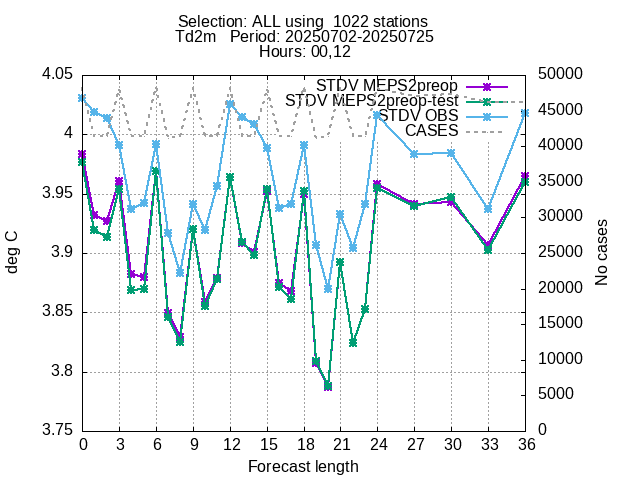 Selection: ALL using  1022 stations
Td2m   Period: 20250702-20250725
Hours: 00,12
4.05
4
3.95
3.9
3.85
3.8
3.75
deg C
STDV MEPS2preop
STDV MEPS2preop-test
STDV OBS
CASES
50000
45000
40000
35000
30000
25000
20000
15000
10000
5000
0
No cases
0 3 6 9 12 15 18 21 24 27 30 33 36
Forecast length